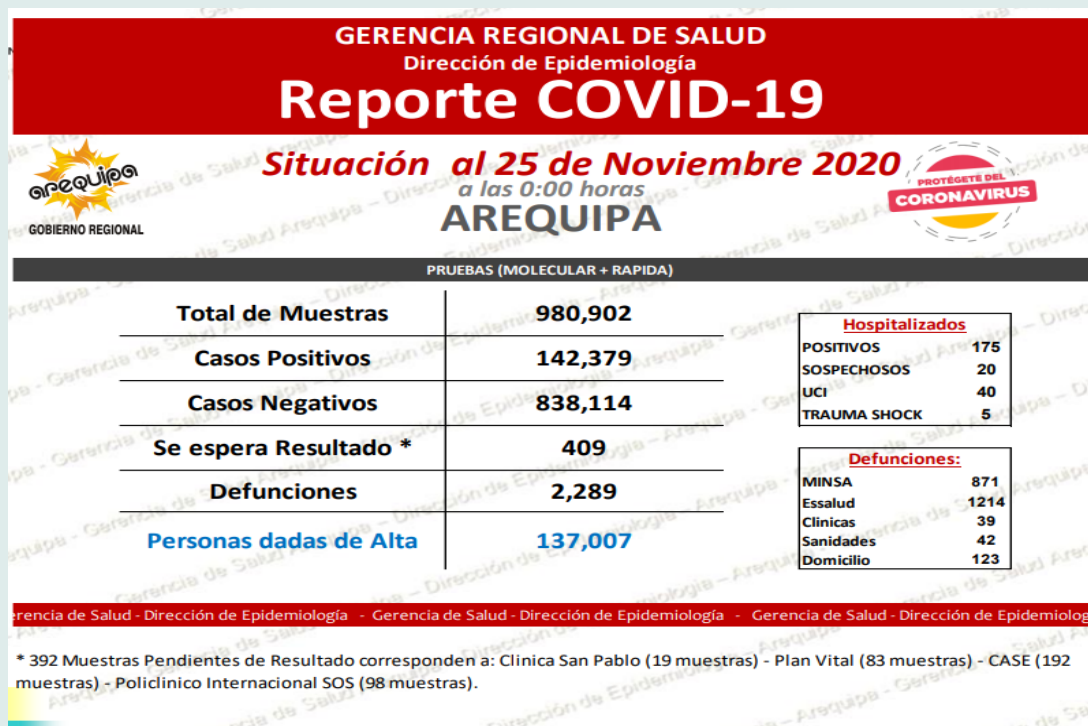 GERENCIA REGIONAL DE SALUD
Dirección de Epidemiología
Reporte COVID-19
arequipa
GOBIERNO REGIONAL
Situación al 25 de Noviembre 2020
a las 0:00 horas
AREQUIPA
PROTÉGETE DEL
CORONAVIRUS
PRUEBAS (MOLECULAR + RAPIDA)
Total de Muestras 980,902
Casos Positivos 142,379
Casos Negativos 838,114
Se espera Resultado * 409
Defunciones 2,289
Personas dadas de Alta 137,007
Hospitalizados
POSITIVOS 175
SOSPECHOSOS 20
UCI 40
TRAUMA SHOCK 5
Defunciones:
MINSA 871
Essalud 1214
Clinicas 39
Sanidades 42
Domicilio 123
erencia de Salud - Dirección de Epidemiología - Gerencia de Salud - Dirección de Epidemiología - Gerencia de Salud - Dirección de Epidemiolog
* 392 Muestras Pendientes de Resultado corresponden a: Clinica San Pablo (19 muestras) - Plan Vital (83 muestras) - CASE (192
muestras) - Policlinico Internacional SOS (98 muestras).